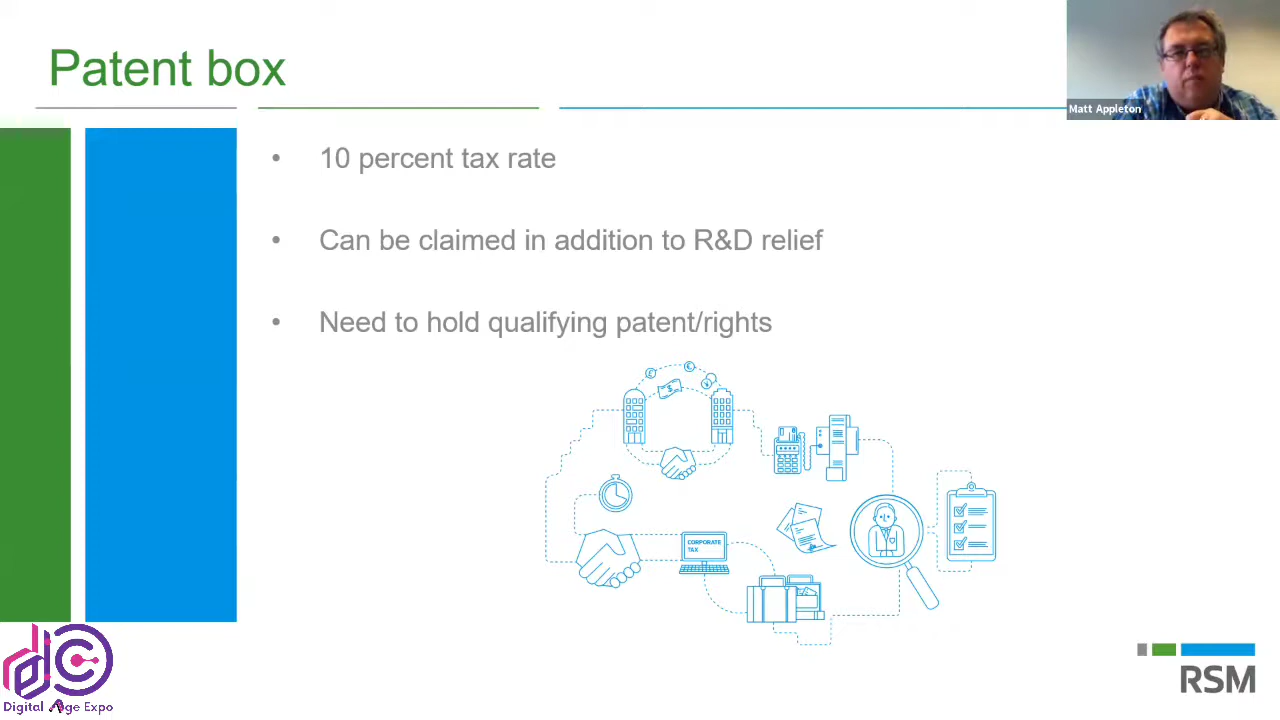 Patent box
Matt Appleton
• 10 percent tax rate
• Can be claimed in addition to R&D relief
• Need to hold qualifying patent/rights
CORPORATE
TAX
Digital Age Expo
RSM